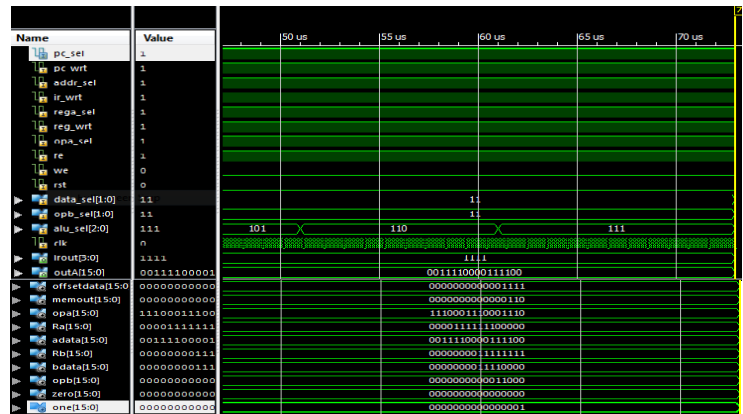 Name Value 50 us 55 us 60 us 65 us 70 us
pc_sel 1
pc_wrt 1
addr_sel 1
ir_wrt 1
rega_sel 1
reg_wrt 1
opa_sel 1
re 1
we 0
rst 0
data_sel[1:0] 11 11
opb_sel[1:0] 11 11
alu_sel[2:0] 111 101 110 111
clk 0
irout[3:0] 1111 1111
outA[15:0] 00111100001 0011110000111100
offsetdata[15:0 00000000000 0000000000001111
memout[15:0] 00000000000 0000000000000110
opa[15:0] 11100011100 1110001110001110
Ra[15:0] 00001111111 0000111111100000
adata[15:0] 00111100001 0011110000111100
Rb[15:0] 00000000111 0000000011111111
bdata[15:0] 00000000111 0000000011110000
opb[15:0] 00000000000 0000000000011000
zero[15:0] 00000000000 0000000000000000
one[15:0] 00000000000 0000000000000001